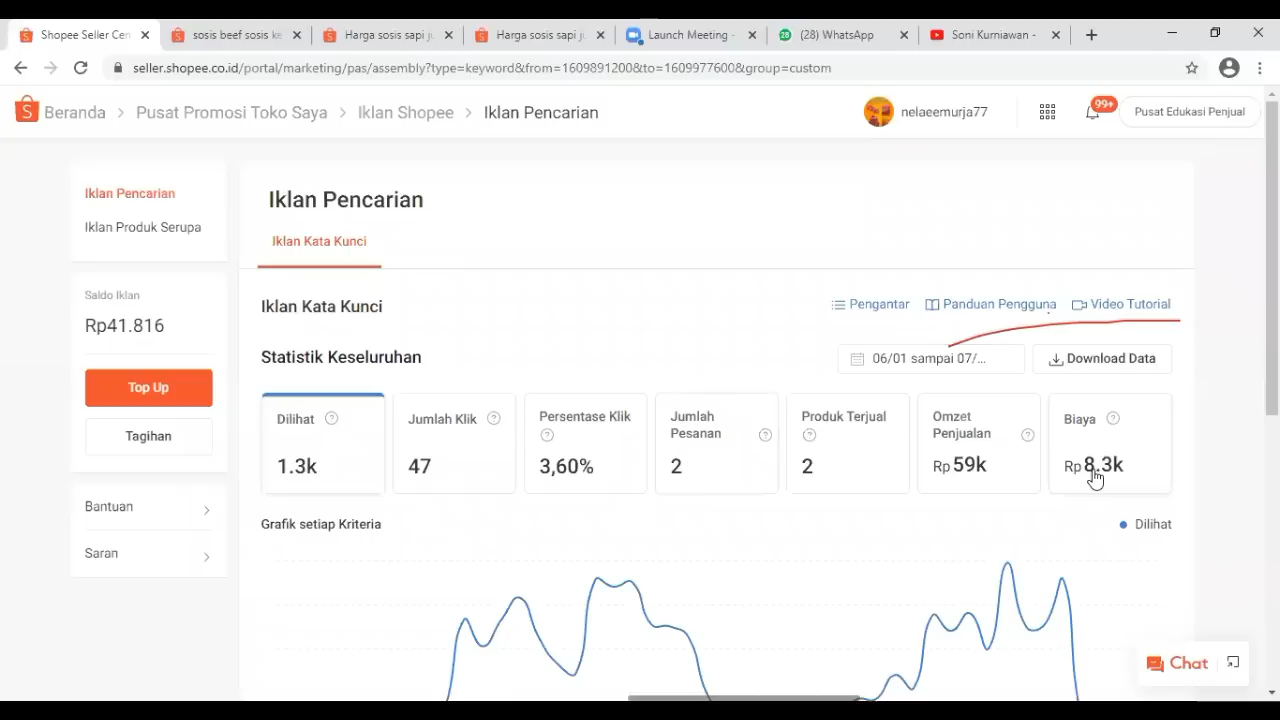 Shopee Seller Cen
sosis beef sosis ke
Harga sosis sapi ju
Harga sosis sapi ju
Launch Meeting -
28
(28) WhatsApp
Soni Kurniawan -
seller.shopee.co.id/portal/marketing/pas/assembly?type=keyword&from=1609891200&to=1609977600&group=custom
Beranda > Pusat Promosi Toko Saya > Iklan Shopee > Iklan Pencarian
nelaeemurja77
99+
Pusat Edukasi Penjual
Iklan Pencarian
Iklan Produk Serupa
Saldo Iklan
Rp41.816
Top Up
Tagihan
Bantuan
Saran
Iklan Pencarian
Iklan Kata Kunci
Iklan Kata Kunci
Pengantar
Panduan Pengguna
Video Tutorial
Statistik Keseluruhan
06/01 sampai 07/...
Download Data
Dilihat
1.3k
Jumlah Klik
47
Persentase Klik
3,60%
Jumlah
Pesanan
2
Produk Terjual
2
Omzet
Penjualan
Rp 59k
Biaya
Rp 8.3k
Grafik setiap Kriteria
Dilihat
Chat